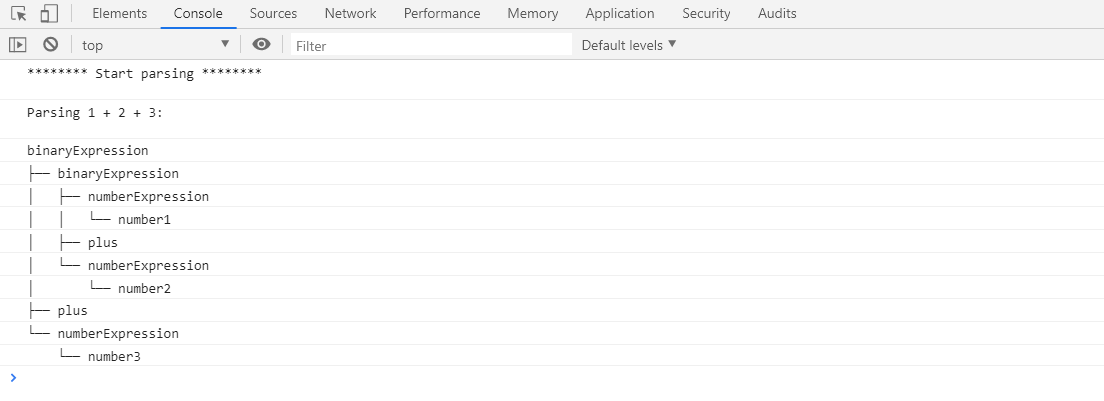 Elements Console Sources Network Performance Memory Application Security Audits
top Filter Default levels
******** Start parsing ********
Parsing 1 + 2 + 3:
binaryExpression
├── binaryExpression
│   ├── numberExpression
│   │   └── number1
│   ├── plus
│   └── numberExpression
│       └── number2
├── plus
└── numberExpression
    └── number3